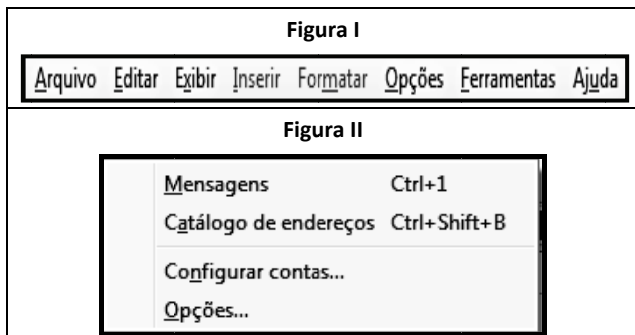 Figura I
Arquivo Editar Exibir Inserir Formatar Opções Ferramentas Ajuda
Figura II
Mensagens Ctrl+1
Catálogo de endereços Ctrl+Shift+B
Configurar contas...
Opções...